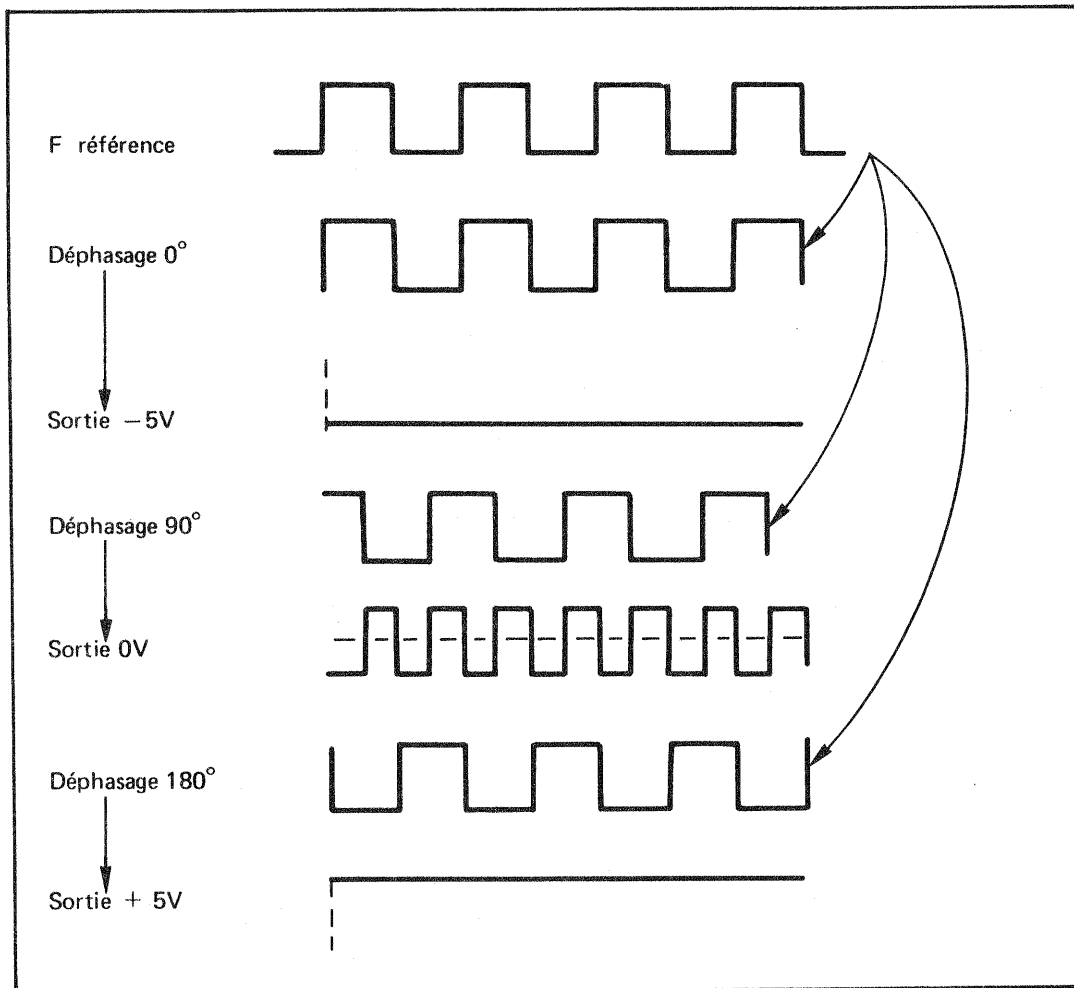 F référence
Déphasage 0°
Sortie −5V
Déphasage 90°
Sortie 0V
Déphasage 180°
Sortie + 5V